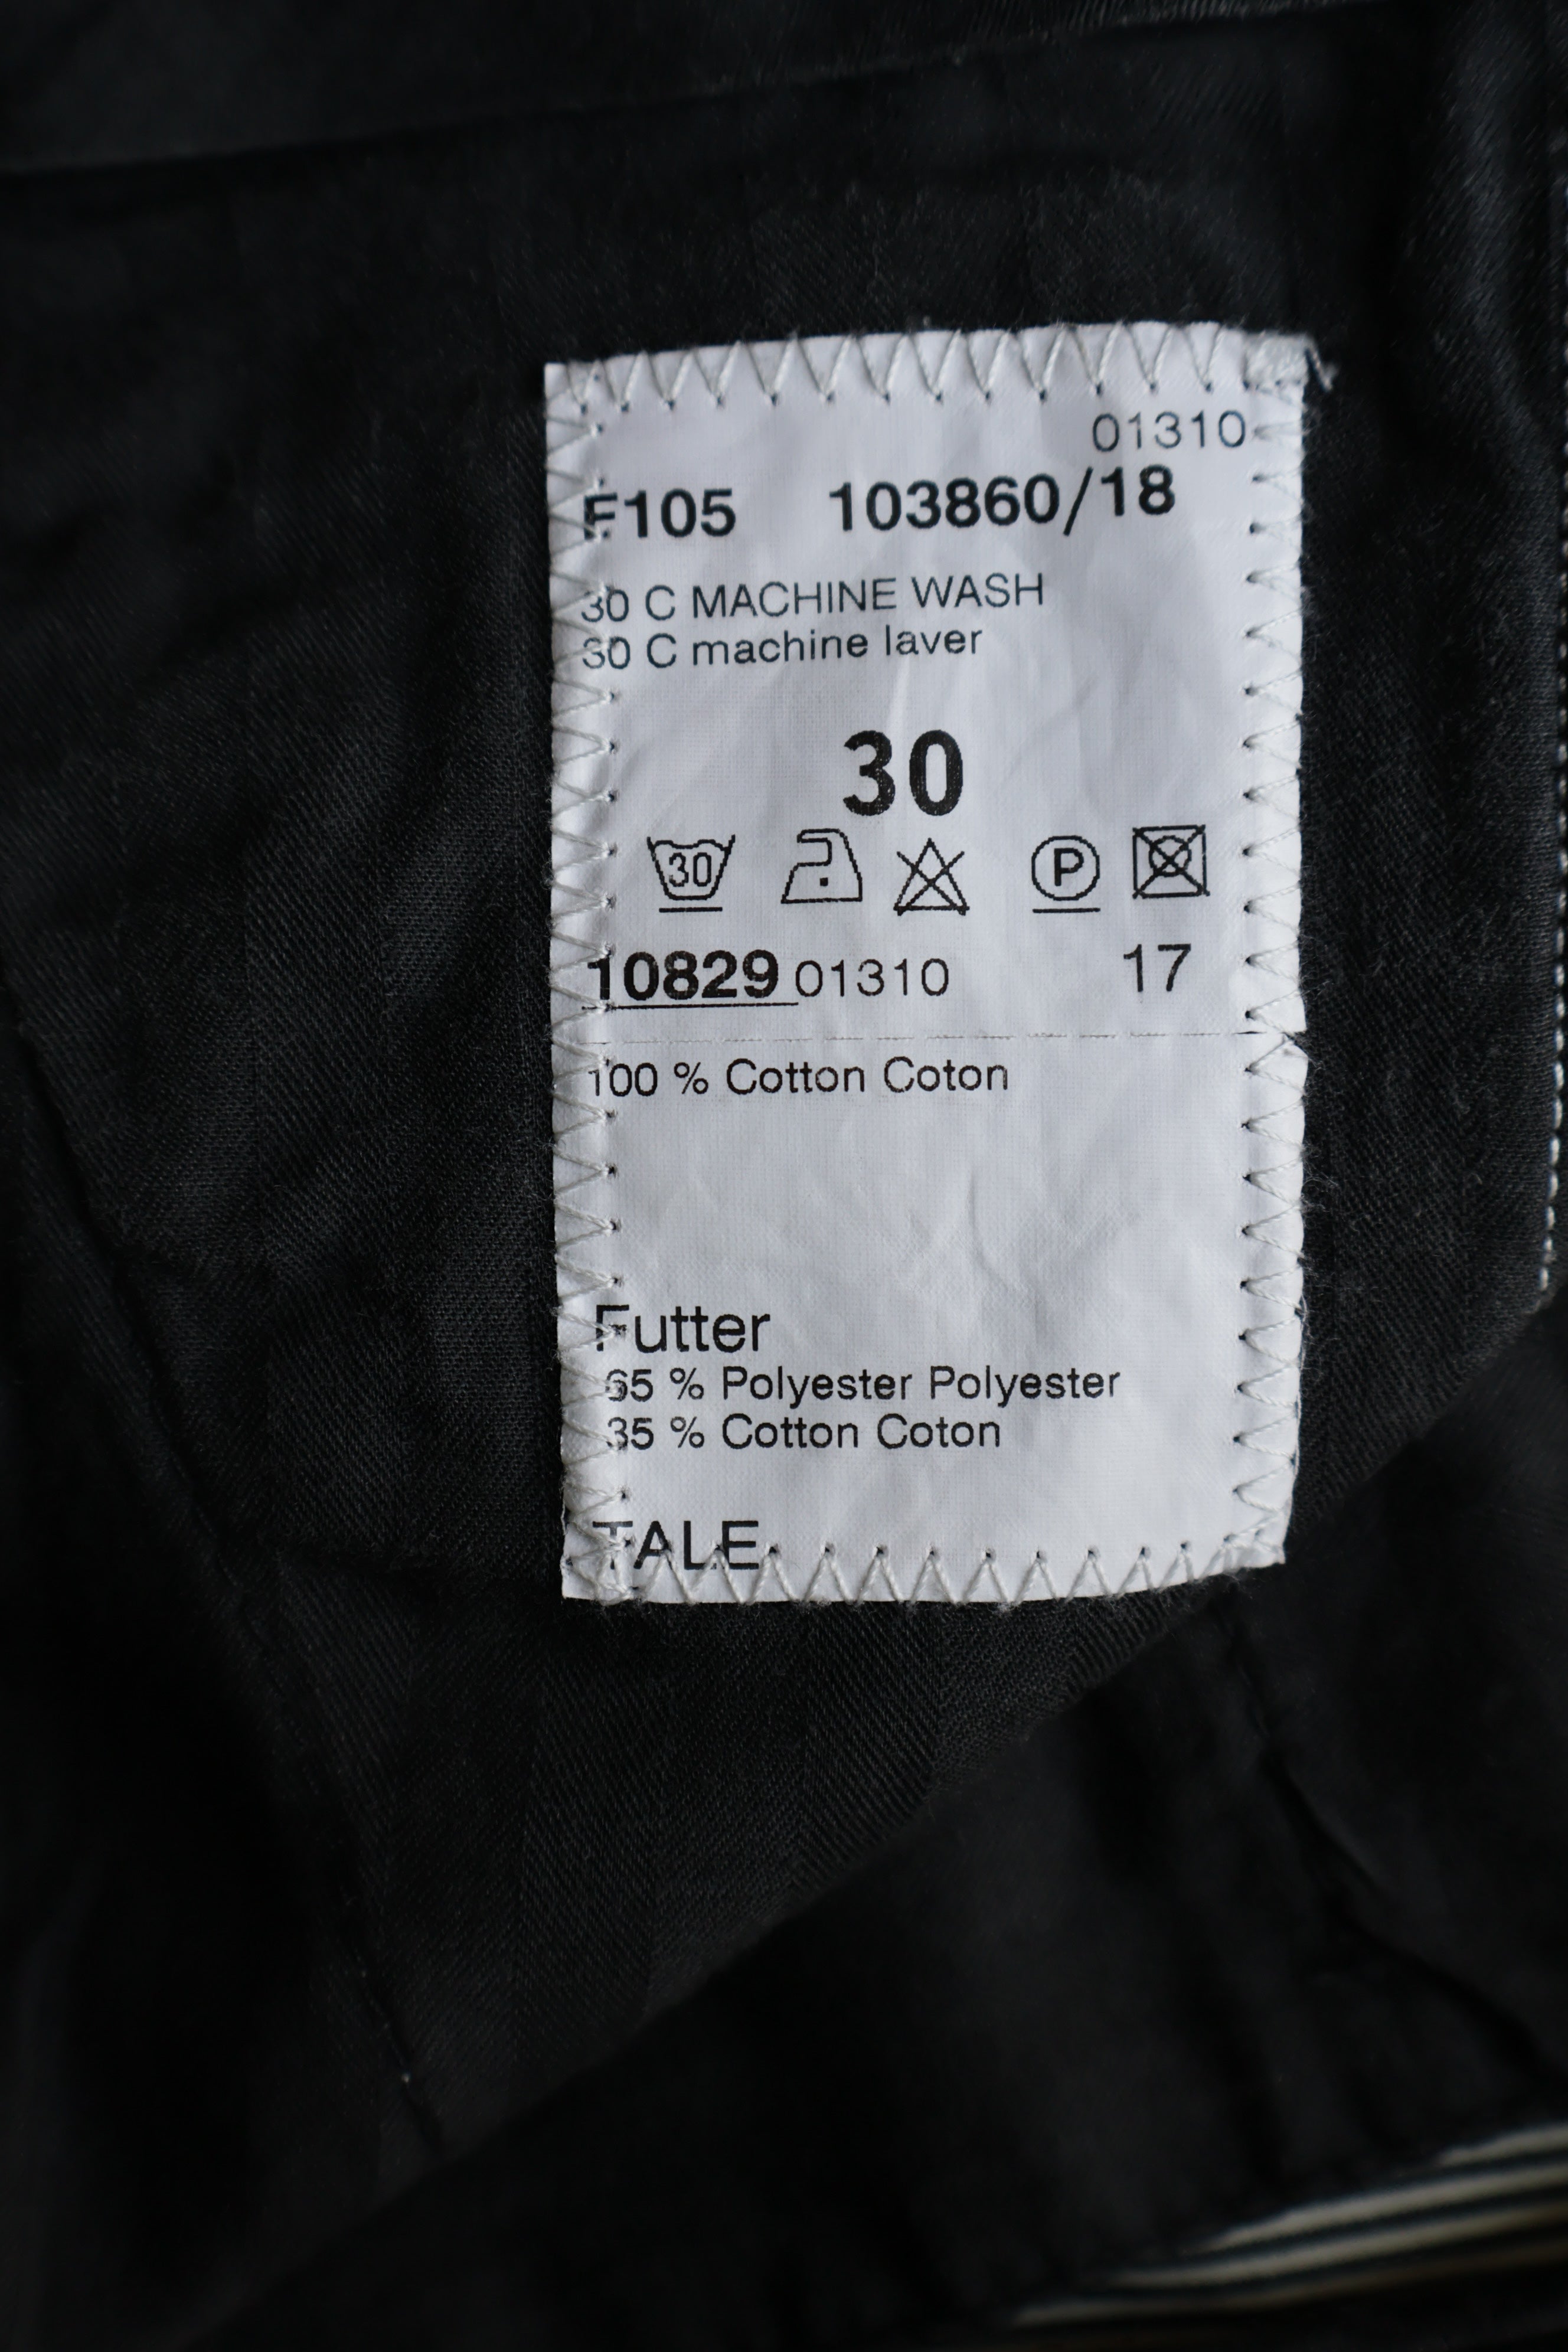 01310
F105 103860/18
30 C MACHINE WASH
30 C machine laver
30
30 P
10829 01310 17
100 % Cotton Coton
Futter
65 % Polyester Polyester
35 % Cotton Coton
TALE